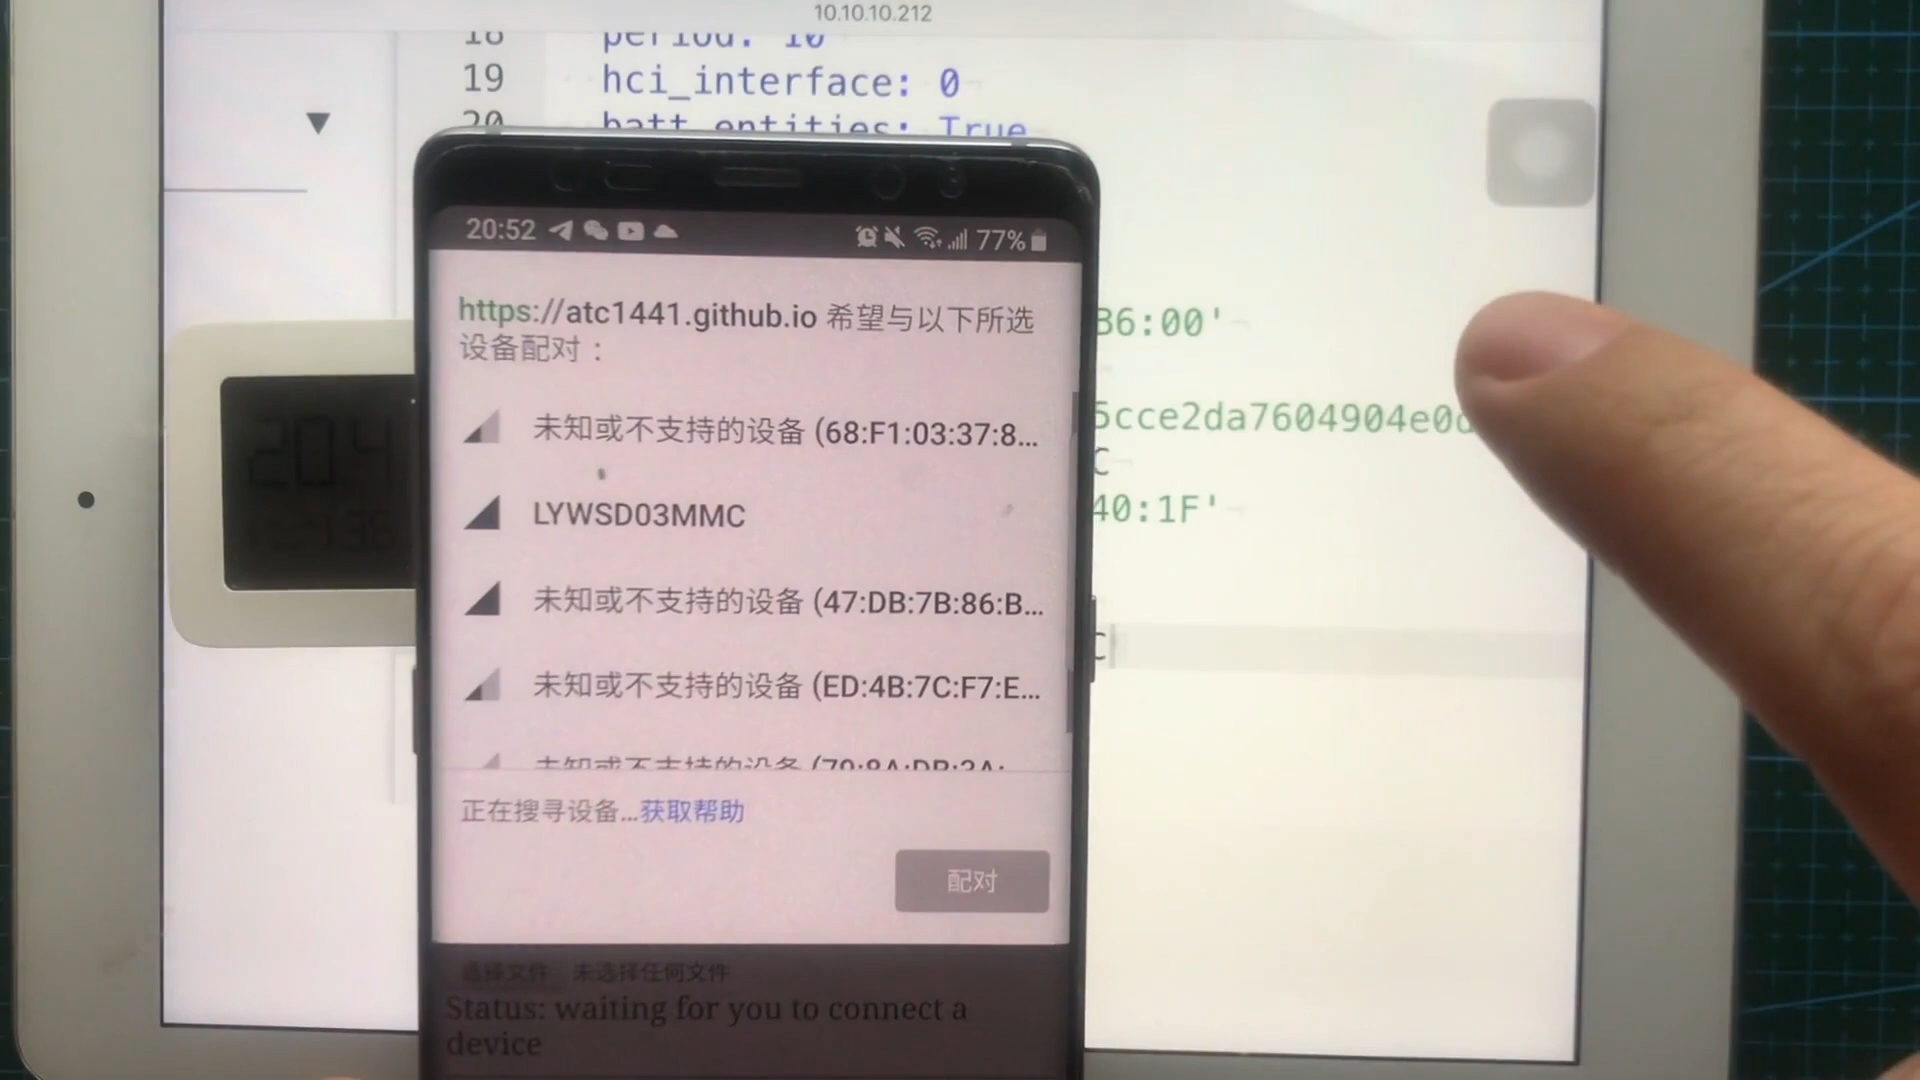 10.10.10.212
18 period: 10
19 hci_interface: 0
20 batt_entities: True
20:52 77%
https://atc1441.github.io 希望与以下所选
设备配对：
B6:00'
未知或不支持的设备 (68:F1:03:37:8...
5cce2da7604904e0
C
LYWSD03MMC
40:1F'
未知或不支持的设备 (47:DB:7B:86:B...
C
未知或不支持的设备 (ED:4B:7C:F7:E...
未知或不支持的设备
正在搜寻设备...获取帮助
配对
选择文件 未选择任何文件
Status: waiting for you to connect a
device